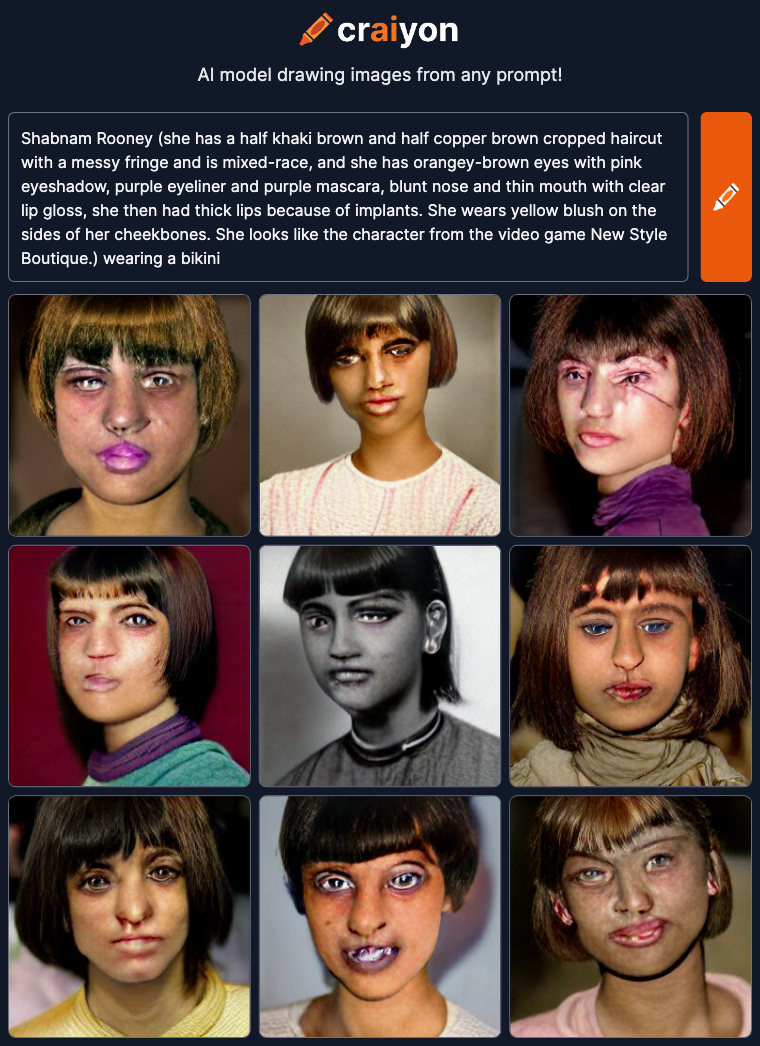 craiyon
AI model drawing images from any prompt!
Shabnam Rooney (she has a half khaki brown and half copper brown cropped haircut
with a messy fringe and is mixed-race, and she has orangey-brown eyes with pink
eyeshadow, purple eyeliner and purple mascara, blunt nose and thin mouth with clear
lip gloss, she then had thick lips because of implants. She wears yellow blush on the
sides of her cheekbones. She looks like the character from the video game New Style
Boutique.) wearing a bikini